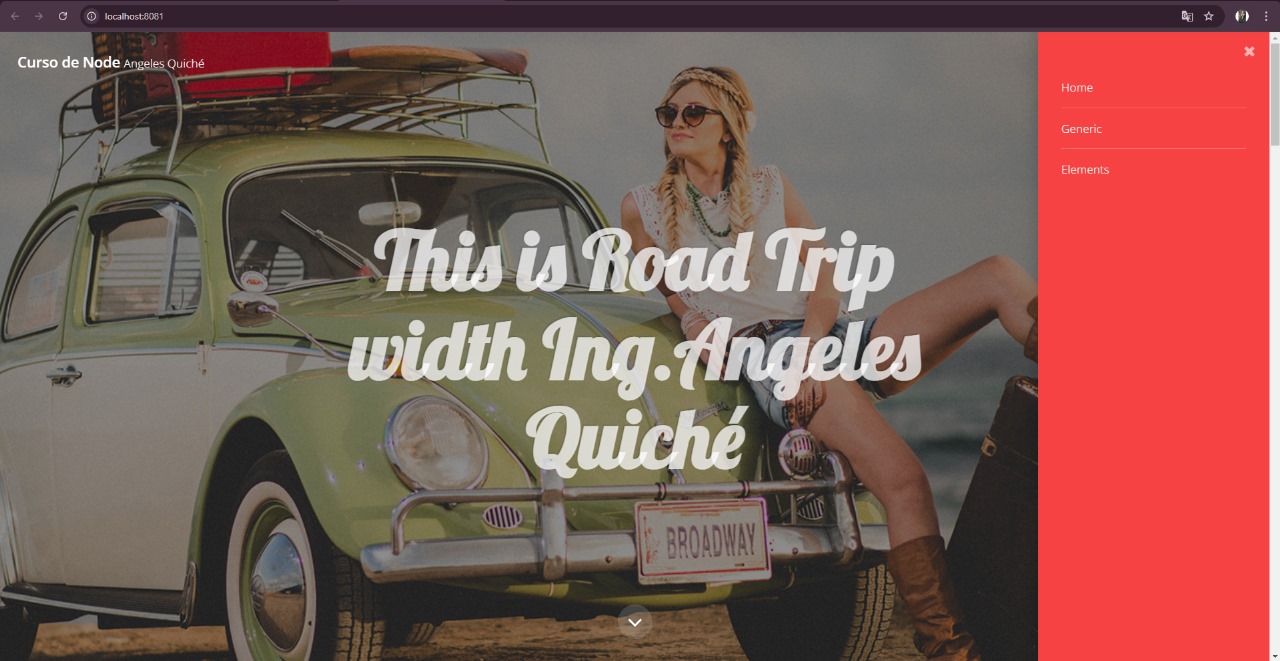 localhost:8081
Curso de Node Angeles Quiché
Home
Generic
Elements
This is Road Trip
width Ing.Angeles
Quiché
BROADWAY